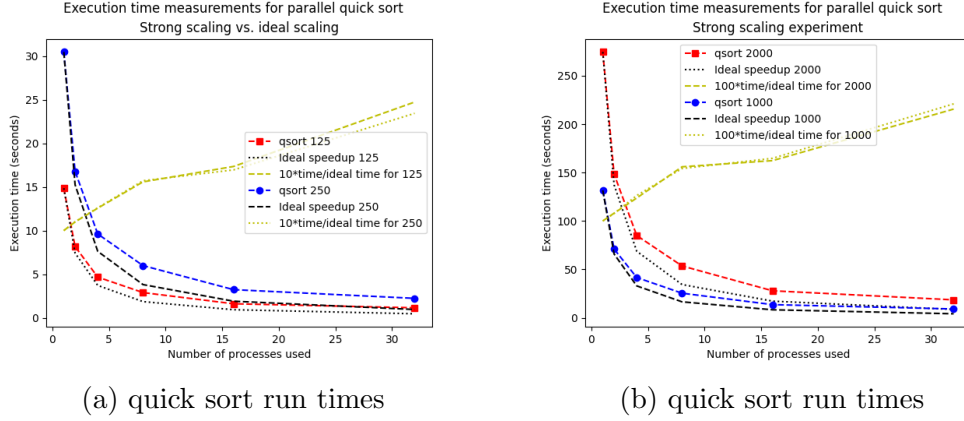 Execution time measurements for parallel quick sort
Strong scaling vs. ideal scaling
Execution time (seconds)
30
25
20
15
10
5
0
qsort 125
Ideal speedup 125
10*time/ideal time for 125
qsort 250
Ideal speedup 250
10*time/ideal time for 250
0 5 10 15 20 25 30
Number of processes used
(a) quick sort run times
Execution time measurements for parallel quick sort
Strong scaling experiment
Execution time (seconds)
250
200
150
100
50
0
qsort 2000
Ideal speedup 2000
100*time/ideal time for 2000
qsort 1000
Ideal speedup 1000
100*time/ideal time for 1000
0 5 10 15 20 25 30
Number of processes used
(b) quick sort run times